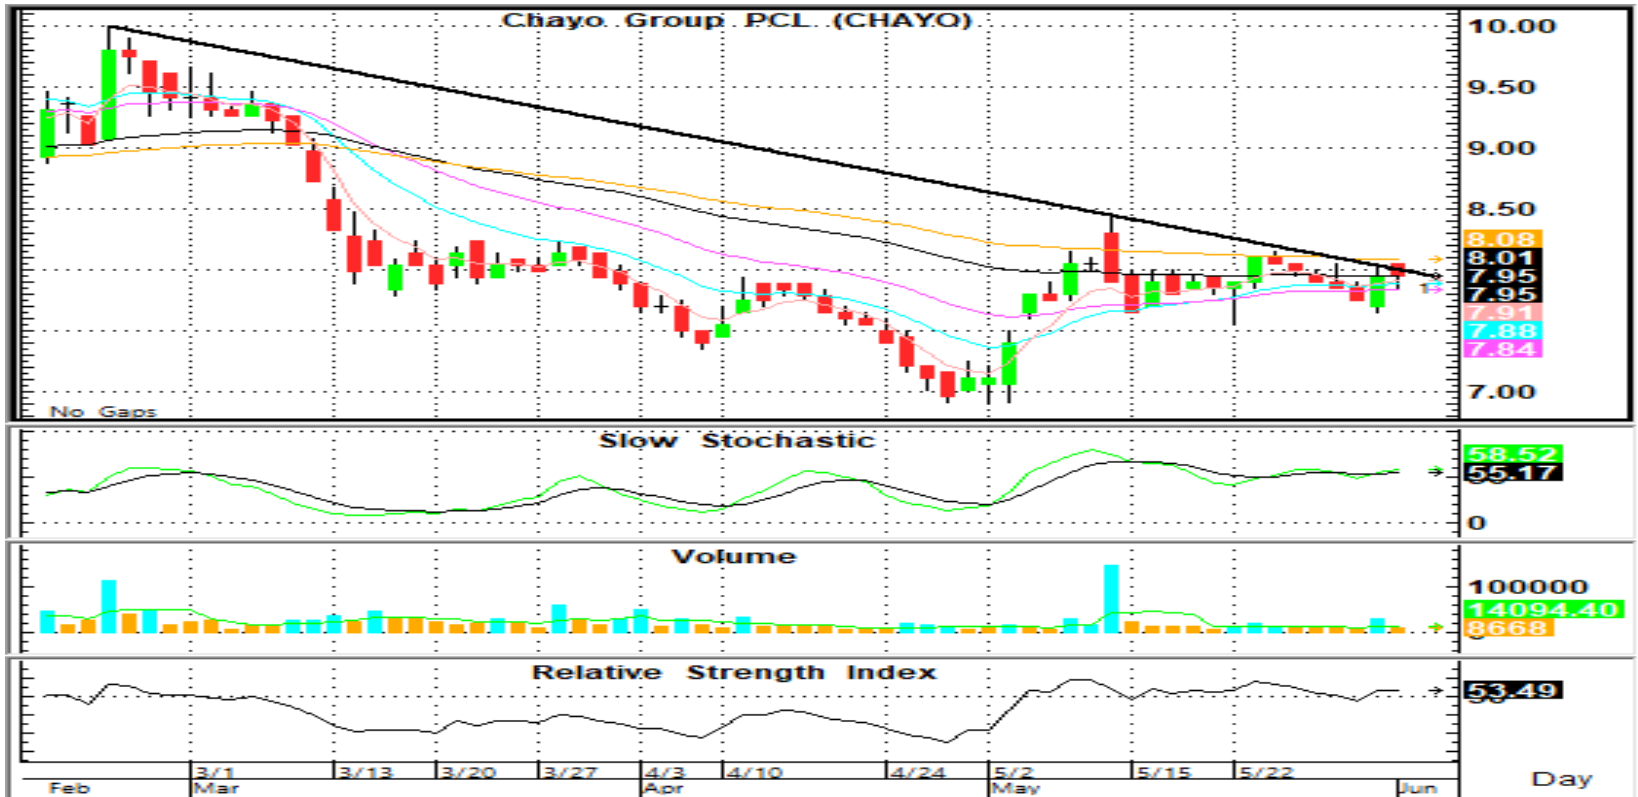 Chayo Group PCL (CHAYO)
10.00
9.50
9.00
8.50
8.08
8.01
7.95
7.95
7.91
7.88
7.84
7.00
1
No Gaps
Slow Stochastic
58.52
55.17
0
Volume
100000
14094.40
8668
Relative Strength Index
53.49
3/1 3/13 3/20 3/27 4/3 4/10 4/24 5/2 5/15 5/22
Feb Mar Apr May Jun
Day